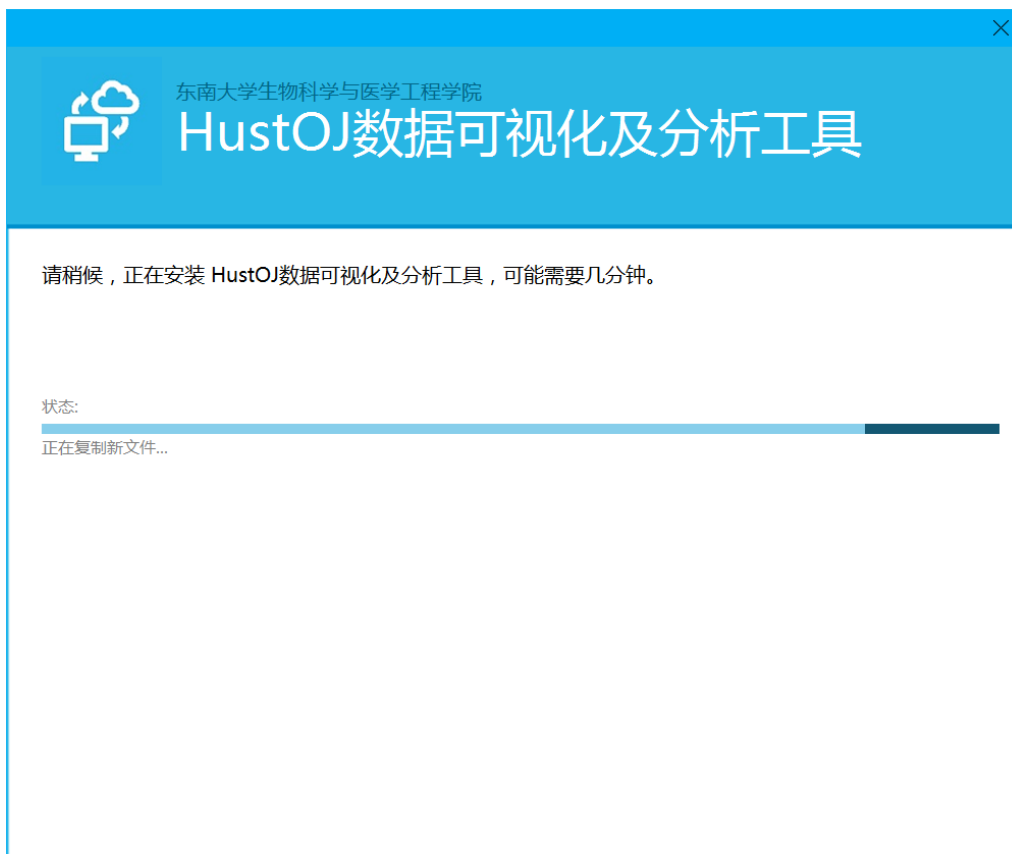 东南大学生物科学与医学工程学院
HustOJ数据可视化及分析工具
请稍候，正在安装 HustOJ数据可视化及分析工具，可能需要几分钟。
状态:
正在复制新文件...